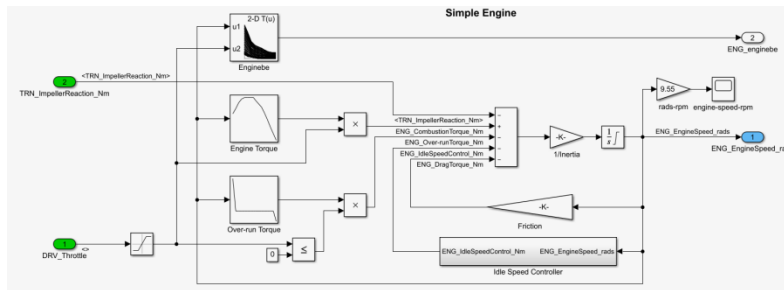 Simple Engine
2-D T(u)
u1
u2
Enginebe
2
ENG_enginebe
<TRN_ImpellerReaction_Nm>
2
TRN_ImpellerReaction_Nm
9.55
rads-rpm
engine-speed-rpm
Engine Torque
×
<TRN_ImpellerReaction_Nm>
ENG_CombustionTorque_Nm
ENG_Over-runTorque_Nm
ENG_IdleSpeedControl_Nm
ENG_DragTorque_Nm
−
+
−
−
−
-K-
1/Inertia
1
s
ENG_EngineSpeed_rads
1
ENG_EngineSpeed_ra
Over-run Torque
×
-K-
Friction
1
DRV_Throttle
<>
0
≤
ENG_IdleSpeedControl_Nm
ENG_EngineSpeed_rads
Idle Speed Controller